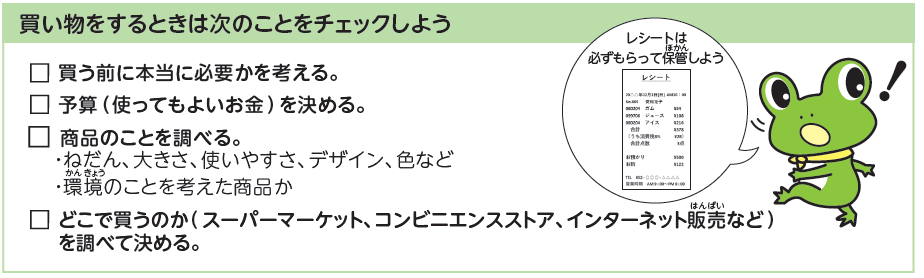 買い物をするときは次のことをチェックしよう
□ 買う前に本当に必要かを考える。
□ 予算(使ってもよいお金)を決める。
□ 商品のことを調べる。
・ねだん、大きさ、使いやすさ、デザイン、色など
かんきょう
・環境のことを考えた商品か
はんばい
□ どこで買うのか(スーパーマーケット、コンビニエンスストア、インターネット販売など)
を調べて決める。
レシートは
ほかん
必ずもらって保管しよう
レシート
ガム
ジュース
アイス
合計
合計点数
お預かり
お釣
TEL
営業時間
!